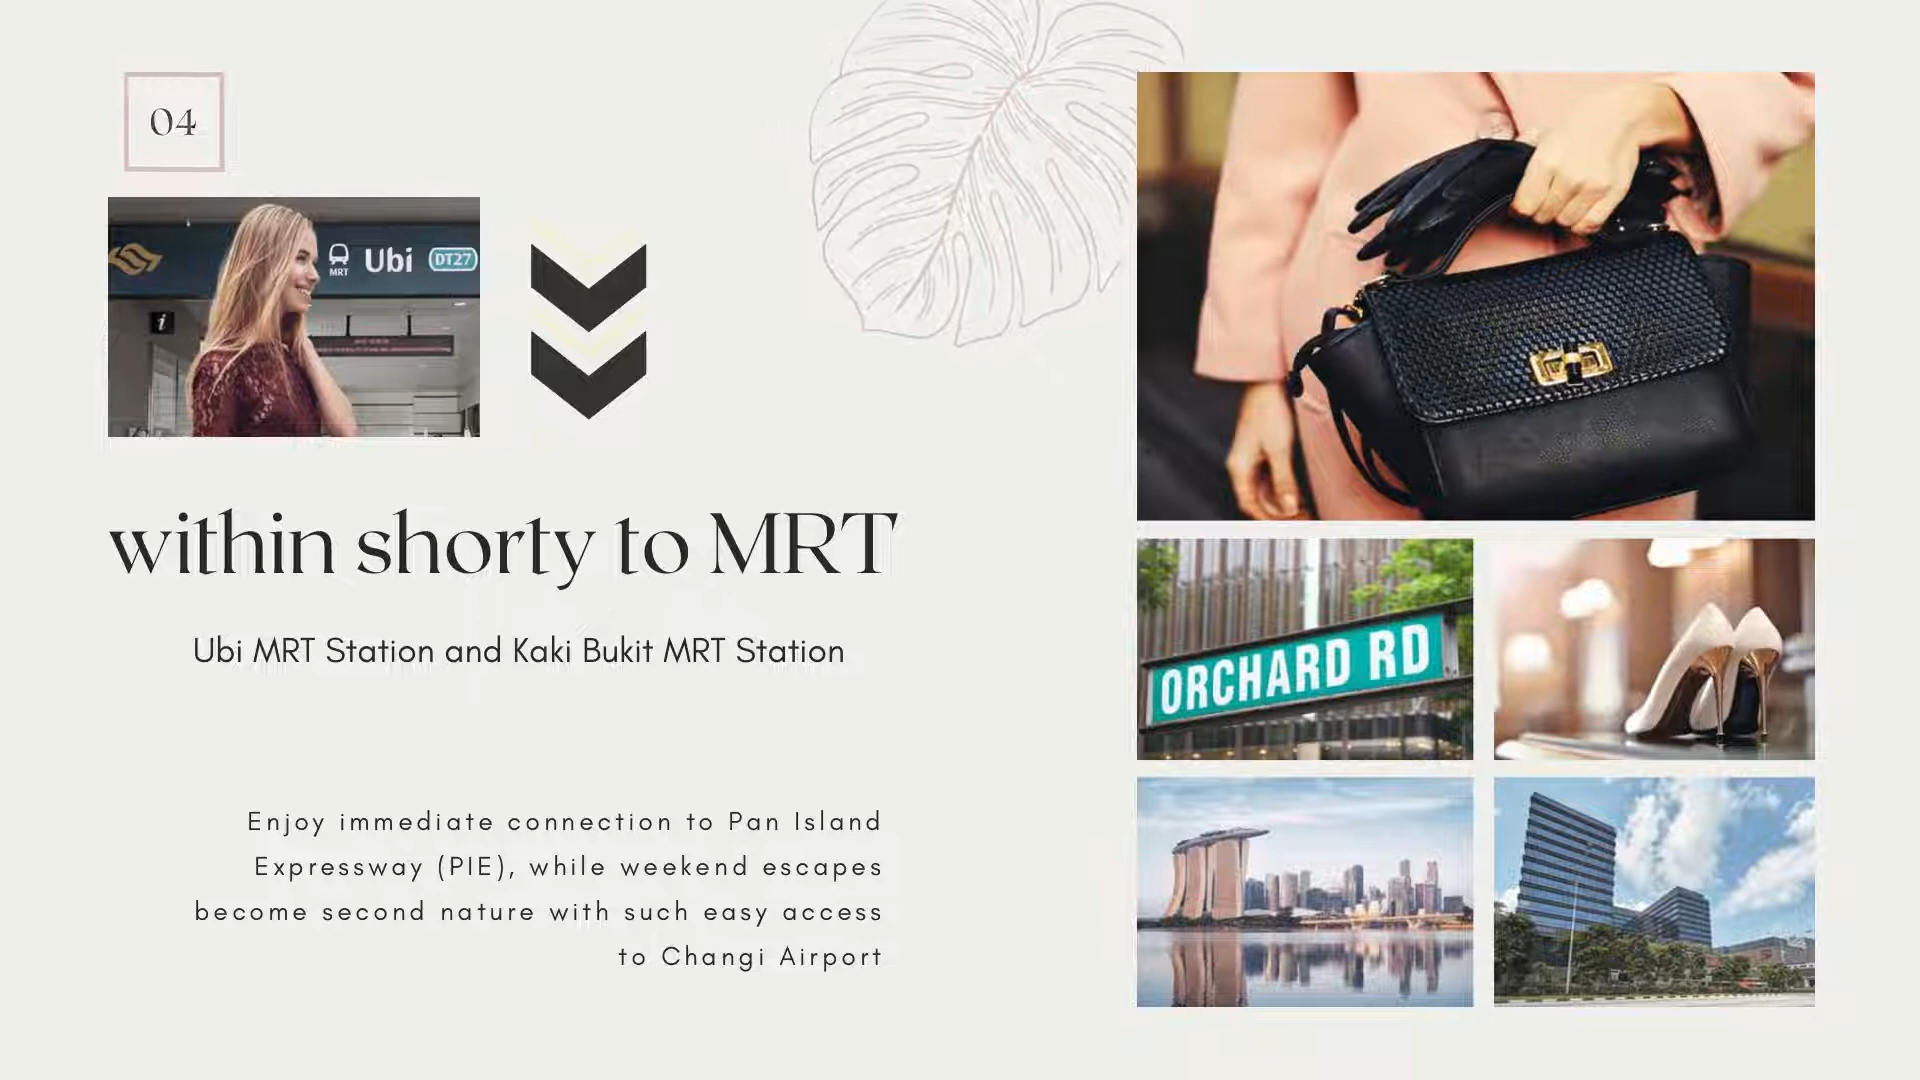 04
MRT
Ubi
DT27
i
within shorty to MRT
Ubi MRT Station and Kaki Bukit MRT Station
Enjoy immediate connection to Pan Island
Expressway (PIE), while weekend escapes
become second nature with such easy access
to Changi Airport
ORCHARD RD